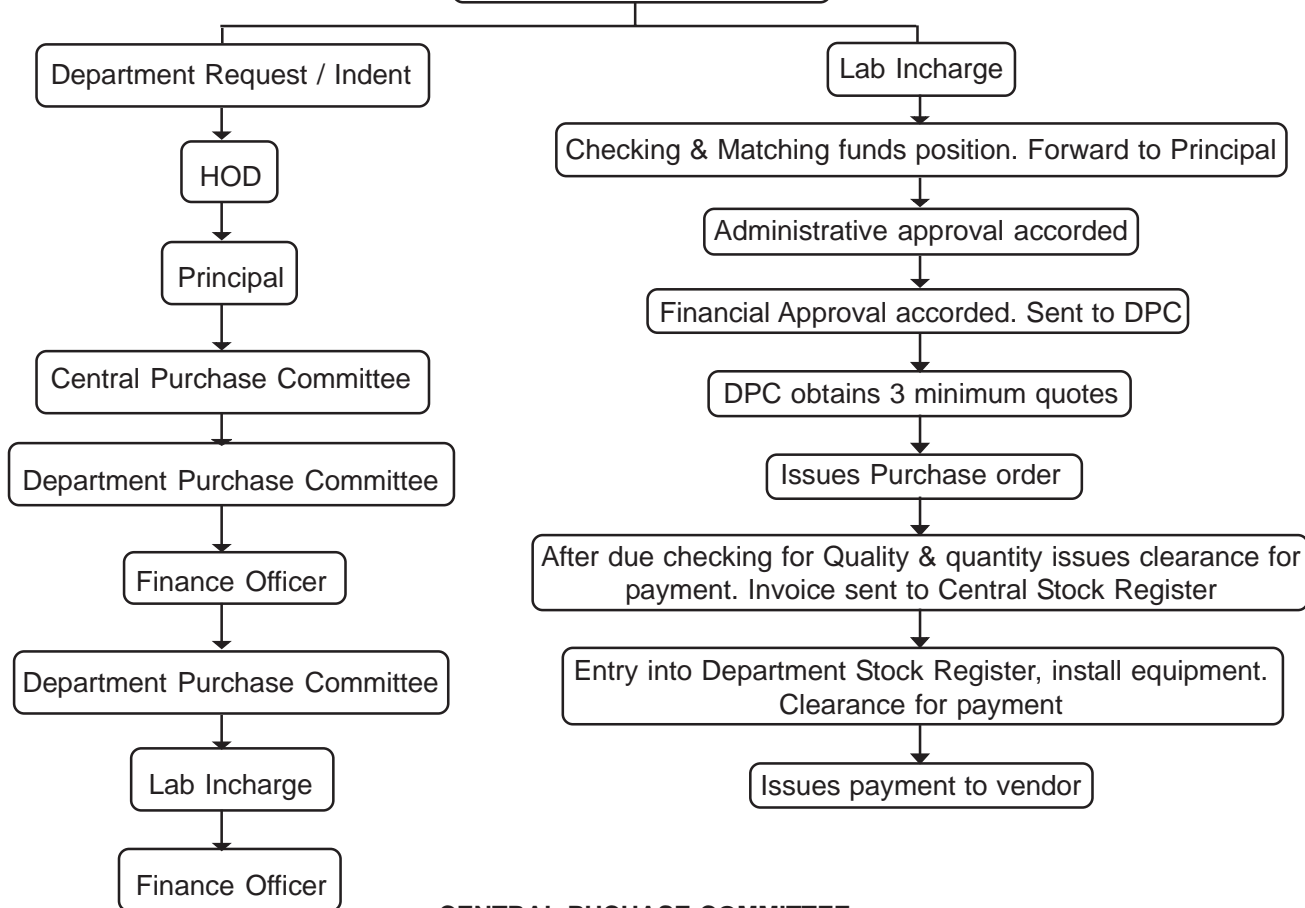 Department Request / Indent
HOD
Principal
Central Purchase Committee
Department Purchase Committee
Finance Officer
Department Purchase Committee
Lab Incharge
Finance Officer
Lab Incharge
Checking & Matching funds position. Forward to Principal
Administrative approval accorded
Financial Approval accorded. Sent to DPC
DPC obtains 3 minimum quotes
Issues Purchase order
After due checking for Quality & quantity issues clearance for
payment. Invoice sent to Central Stock Register
Entry into Department Stock Register, install equipment.
Clearance for payment
Issues payment to vendor
CENTRAL PUCHASE COMMITTEE